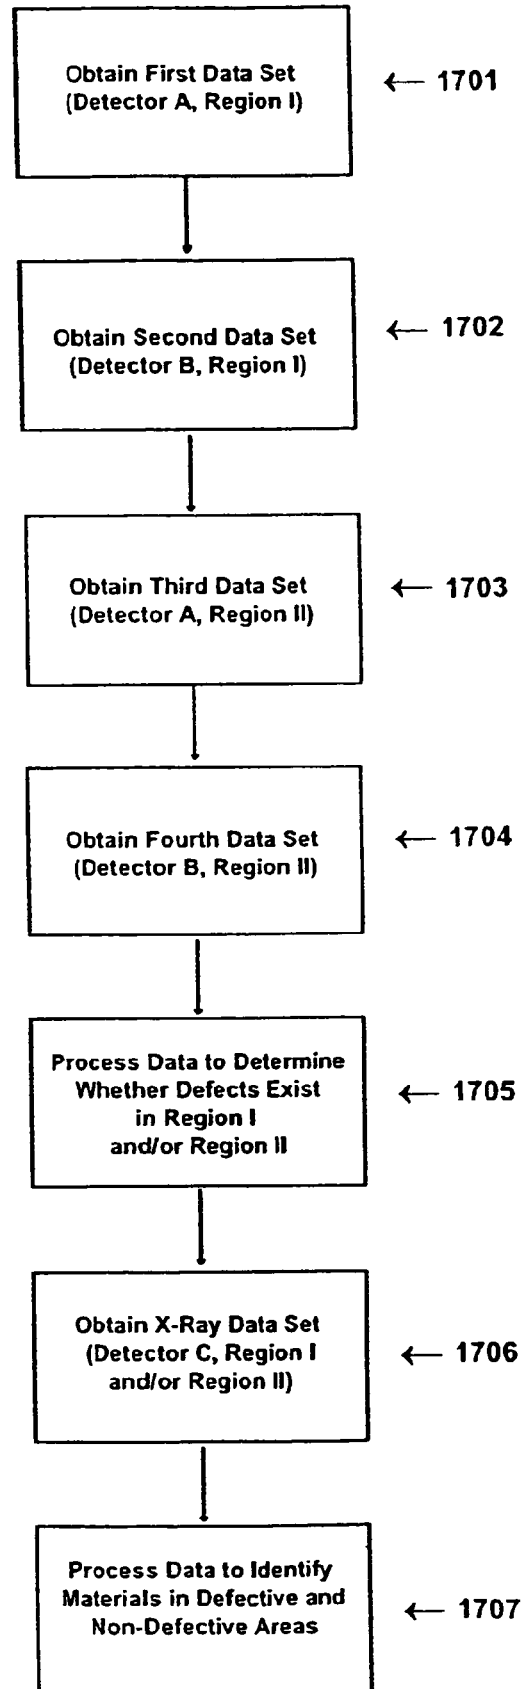 Obtain First Data Set
(Detector A, Region I)
← 1701
Obtain Second Data Set
(Detector B, Region I)
← 1702
Obtain Third Data Set
(Detector A, Region II)
← 1703
Obtain Fourth Data Set
(Detector B, Region II)
← 1704
Process Data to Determine
Whether Defects Exist
in Region I
and/or Region II
← 1705
Obtain X-Ray Data Set
(Detector C, Region I
and/or Region II)
← 1706
Process Data to Identify
Materials in Defective and
Non-Defective Areas
← 1707